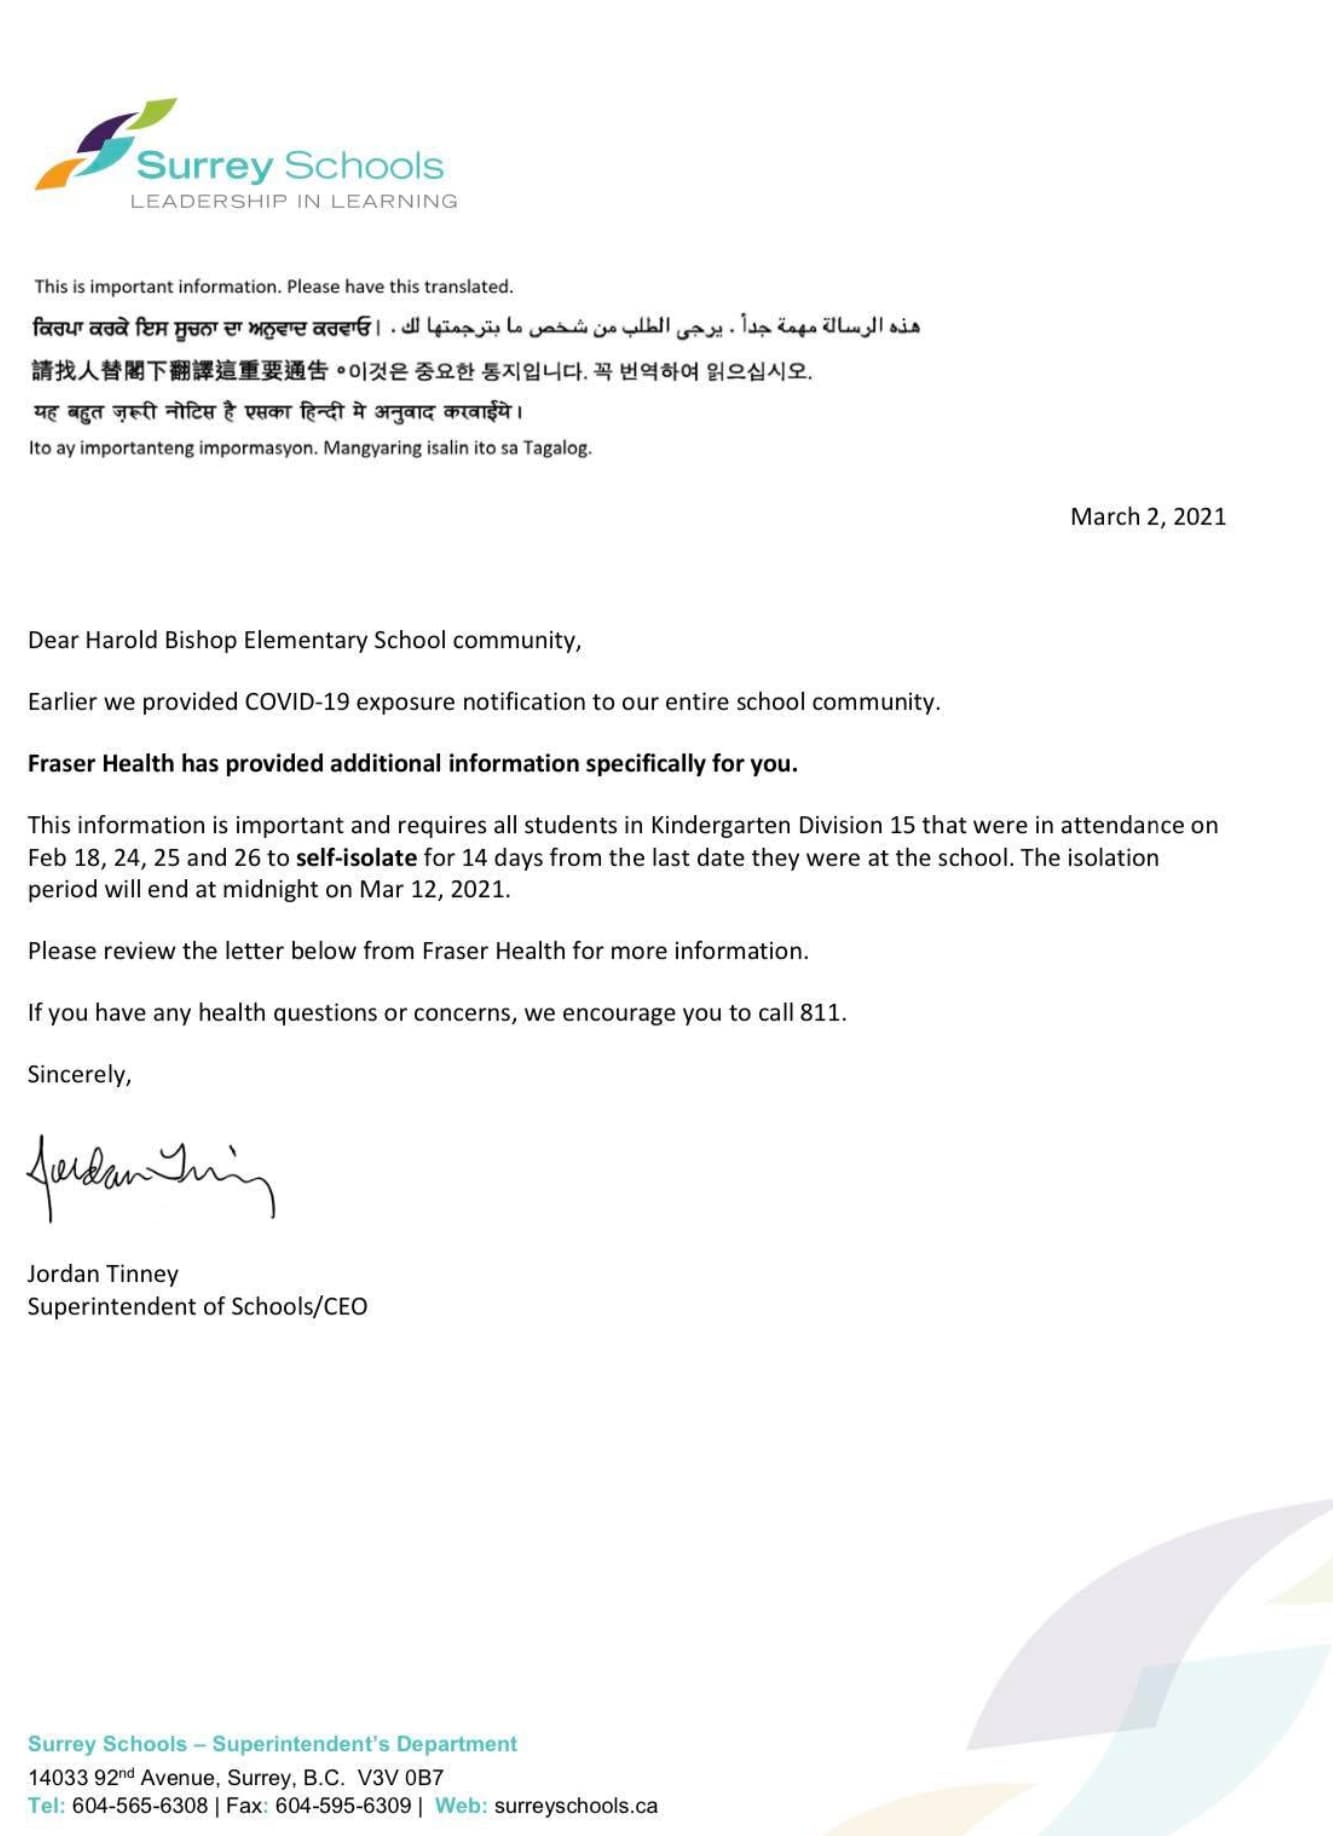 Surrey Schools
LEADERSHIP IN LEARNING
This is important information. Please have this translated.
ਕਿਰਪਾ ਕਰਕੇ ਇਸ ਸੂਚਨਾ ਦਾ ਅਨੁਵਾਦ ਕਰਵਾਓ। هذه الرسالة مهمة جداً . يرجى الطلب من شخص ما بترجمتها لك .
請找人替閣下翻譯這重要通告。이것은 중요한 통지입니다. 꼭 번역하여 읽으십시오.
यह बहुत ज़रूरी नोटिस है एसका हिन्दी मे अनुवाद करवाईये।
Ito ay importanteng impormasyon. Mangyaring isalin ito sa Tagalog.
March 2, 2021
Dear Harold Bishop Elementary School community,
Earlier we provided COVID-19 exposure notification to our entire school community.
Fraser Health has provided additional information specifically for you.
This information is important and requires all students in Kindergarten Division 15 that were in attendance on
Feb 18, 24, 25 and 26 to self-isolate for 14 days from the last date they were at the school. The isolation
period will end at midnight on Mar 12, 2021.
Please review the letter below from Fraser Health for more information.
If you have any health questions or concerns, we encourage you to call 811.
Sincerely,
Jordan Tinney
Superintendent of Schools/CEO
Surrey Schools – Superintendent's Department
14033 92nd Avenue, Surrey, B.C. V3V 0B7
Tel: 604-565-6308 | Fax: 604-595-6309 | Web: surreyschools.ca